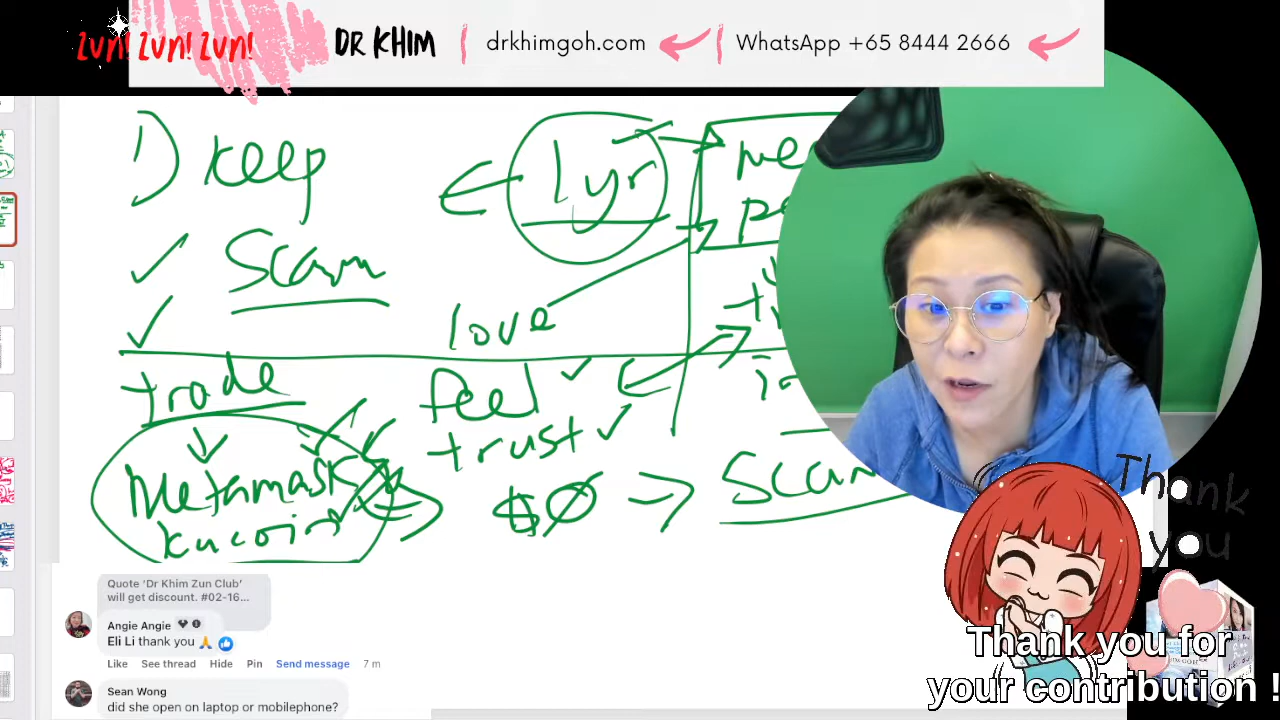 zun! zun! zun!
DR KHIM
drkhimgoh.com
WhatsApp +65 8444 2666
1) keep
1yr
scam
love
trade
feel
trust
Metamask
kucoin
$0
scam
Thank
you
Quote 'Dr Khim Zun Club'
will get discount. #02-16...
Angie Angie
Eli Li thank you 🙏
Like See thread Hide Pin Send message 7 m
Sean Wong
did she open on laptop or mobilephone?
Thank you for
your contribution !